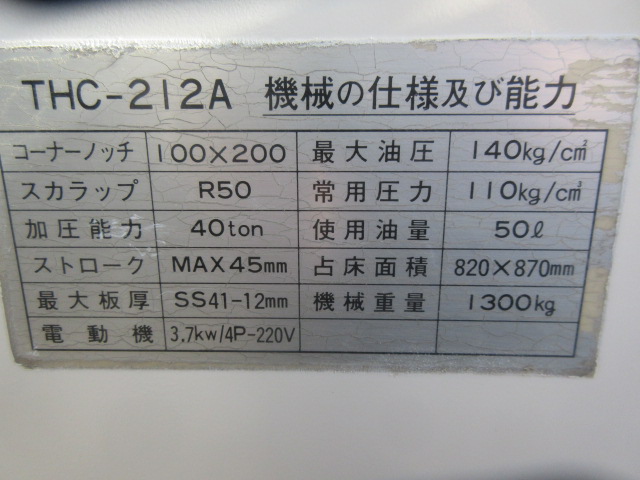 THC-212A 機械の仕様及び能力
コーナーノッチ 100×200 最大油圧 140kg/cm²
スカラップ R50 常用圧力 110kg/cm²
加圧能力 40ton 使用油量 50ℓ
ストローク MAX45mm 占床面積 820×870mm
最大板厚 SS41-12mm 機械重量 1300kg
電動機 3.7kw/4P-220V